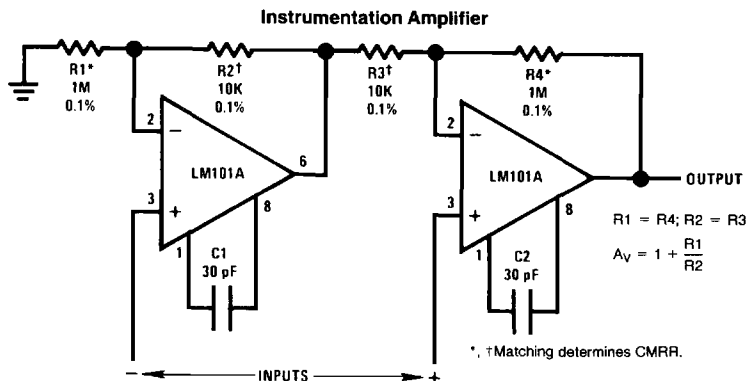 Instrumentation Amplifier
R1*
1M
0.1%
R2†
10K
0.1%
R3†
10K
0.1%
R4*
1M
0.1%
2
−
LM101A
6
3
+
8
1
C1
30 pF
2
−
LM101A
3
+
8
1
C2
30 pF
OUTPUT
R1 = R4; R2 = R3
AV = 1 + R1/R2
*, †Matching determines CMRR.
− INPUTS +